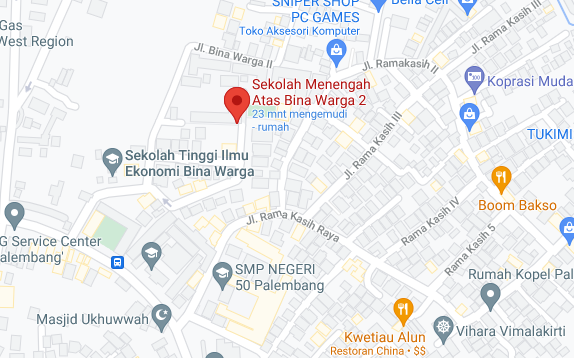 SNIPER SHOP
PC GAMES
Toko Aksesori Komputer
Bella Cell
Gas
West Region
Jl. Bina Warga II
Jl. Ramakasih II
Jl. Rama Kasih III
Koprasi Muda
Sekolah Menengah
Atas Bina Warga 2
23 mnt mengemudi
- rumah
TUKIMI
Sekolah Tinggi Ilmu
Ekonomi Bina Warga
Jl. Rama Kasih III
Boom Bakso
Jl. Rama Kasih Raya
Rama Kasih IV
Rama Kasih 5
G Service Center
Palembang'
SMP NEGERI
50 Palembang
Rumah Kopel Pal
Masjid Ukhuwwah
Kwetiau Alun
Restoran China • $$
Vihara Vimalakirti